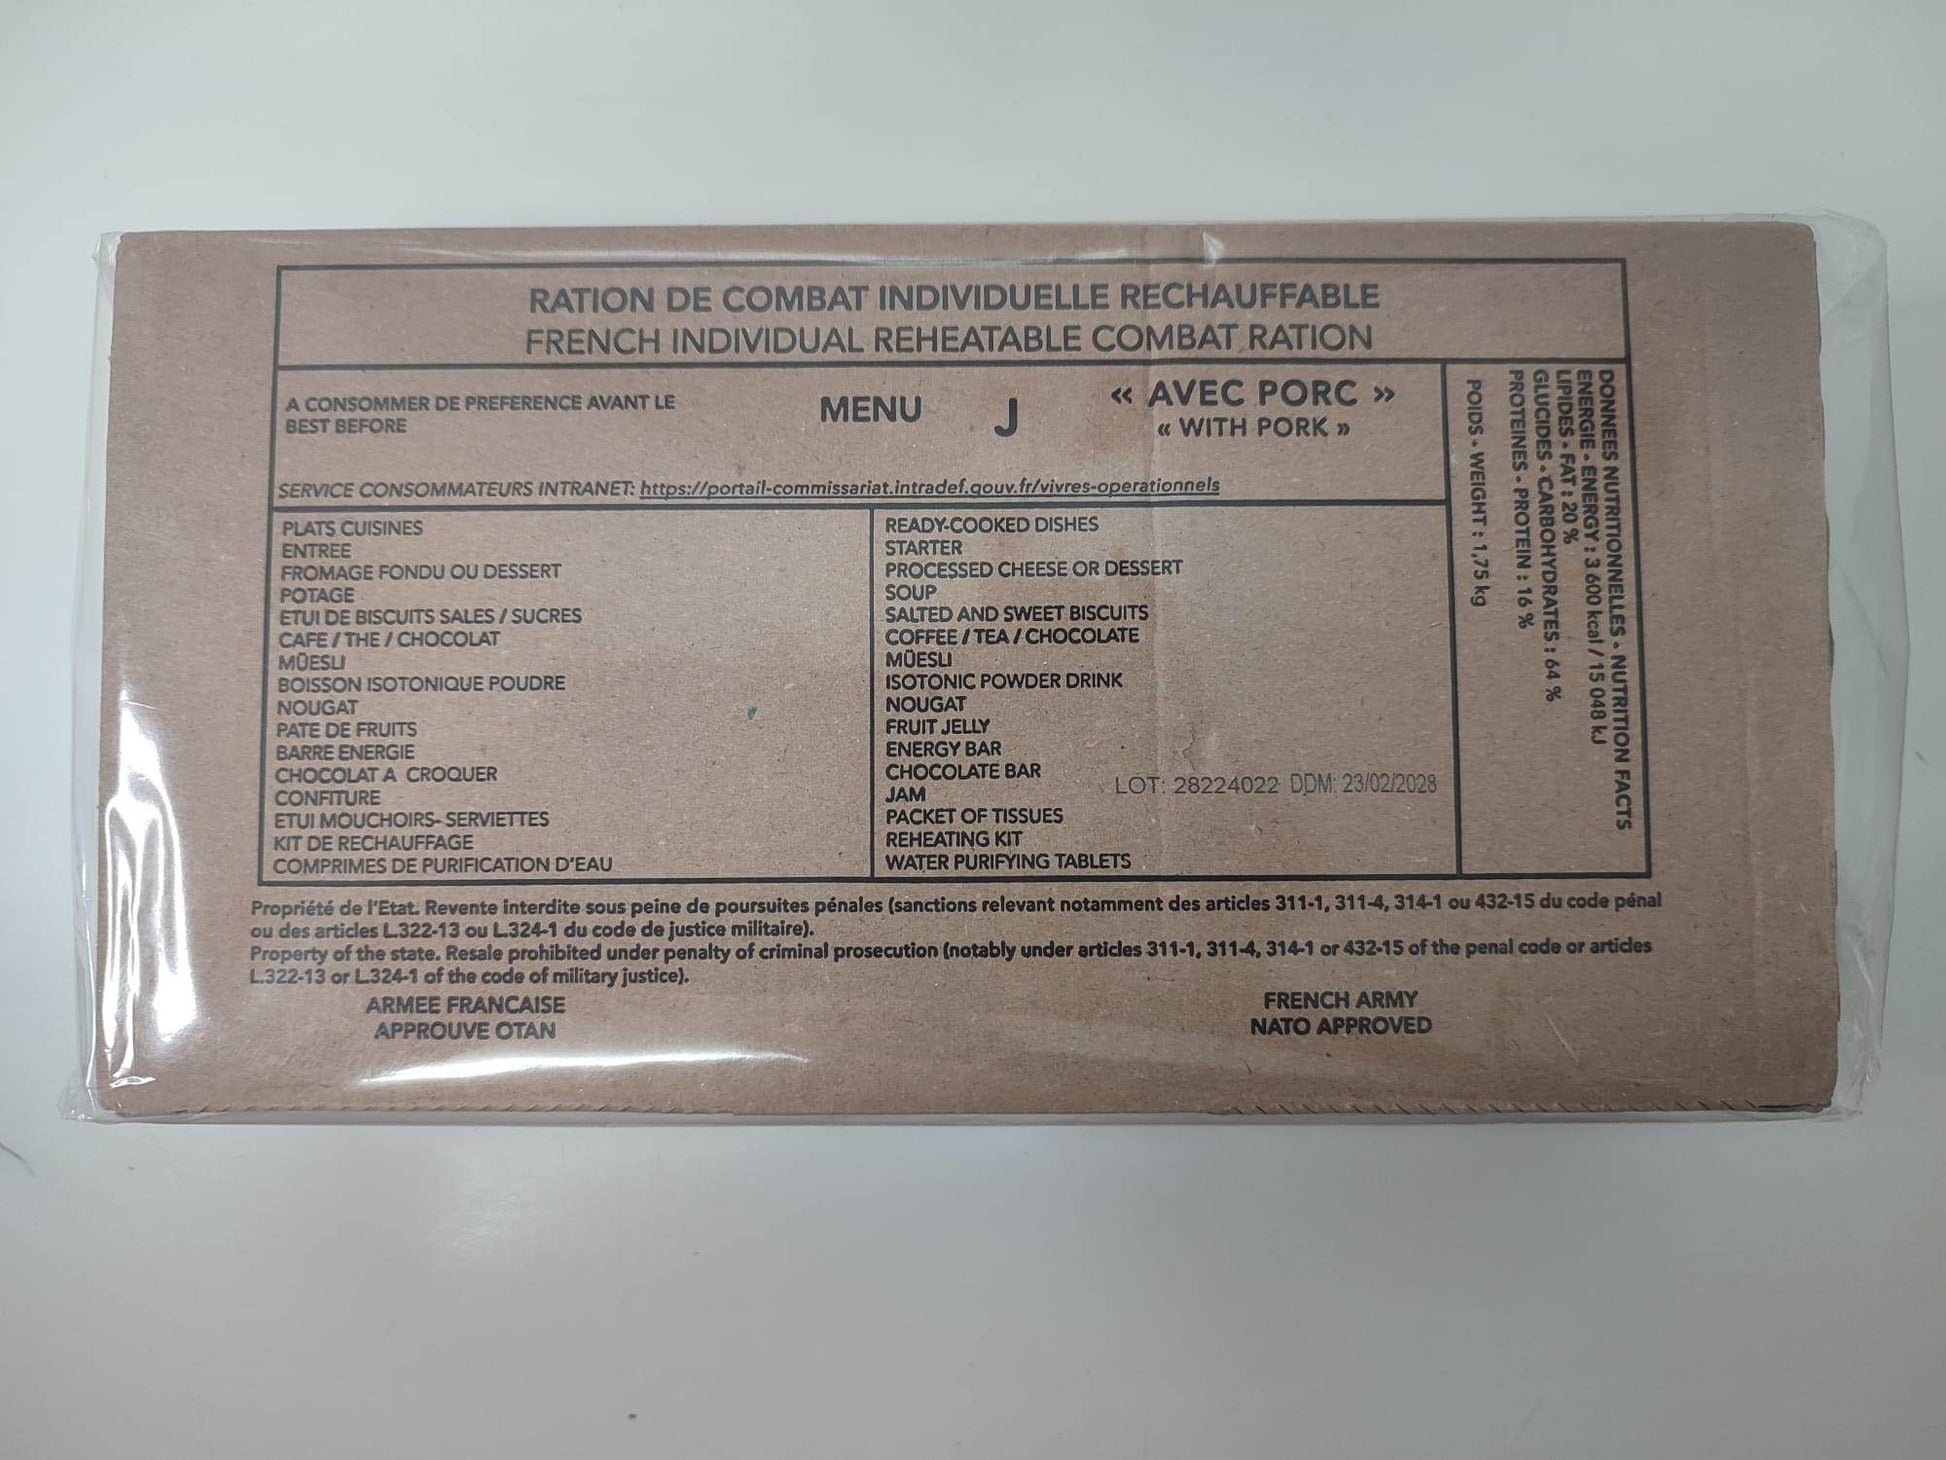 RATION DE COMBAT INDIVIDUELLE RECHAUFFABLE
FRENCH INDIVIDUAL REHEATABLE COMBAT RATION
A CONSOMMER DE PREFERENCE AVANT LE
BEST BEFORE
MENU J
« AVEC PORC »
« WITH PORK »
SERVICE CONSOMMATEURS INTRANET: https://portail-commissariat.intradef.gouv.fr/vivres-operationnels
PLATS CUISINES
ENTREE
FROMAGE FONDU OU DESSERT
POTAGE
ETUI DE BISCUITS SALES / SUCRES
CAFE / THE / CHOCOLAT
MÜESLI
BOISSON ISOTONIQUE POUDRE
NOUGAT
PATE DE FRUITS
BARRE ENERGIE
CHOCOLAT A CROQUER
CONFITURE
ETUI MOUCHOIRS- SERVIETTES
KIT DE RECHAUFFAGE
COMPRIMES DE PURIFICATION D'EAU
READY-COOKED DISHES
STARTER
PROCESSED CHEESE OR DESSERT
SOUP
SALTED AND SWEET BISCUITS
COFFEE / TEA / CHOCOLATE
MÜESLI
ISOTONIC POWDER DRINK
NOUGAT
FRUIT JELLY
ENERGY BAR
CHOCOLATE BAR
JAM
PACKET OF TISSUES
REHEATING KIT
WATER PURIFYING TABLETS
LOT: 28224022 DDM: 23/02/2028
DONNEES NUTRITIONNELLES - NUTRITION FACTS
ENERGIE - ENERGY : 3 600 kcal / 15 048 kJ
LIPIDES - FAT : 20 %
GLUCIDES - CARBOHYDRATES : 64 %
PROTEINES - PROTEIN : 16 %
POIDS - WEIGHT : 1,75 kg
Propriété de l'Etat. Revente interdite sous peine de poursuites pénales (sanctions relevant notamment des articles 311-1, 311-4, 314-1 ou 432-15 du code pénal
ou des articles L.322-13 ou L.324-1 du code de justice militaire).
Property of the state. Resale prohibited under penalty of criminal prosecution (notably under articles 311-1, 311-4, 314-1 or 432-15 of the penal code or articles
L.322-13 or L.324-1 of the code of military justice).
ARMEE FRANCAISE
APPROUVE OTAN
FRENCH ARMY
NATO APPROVED